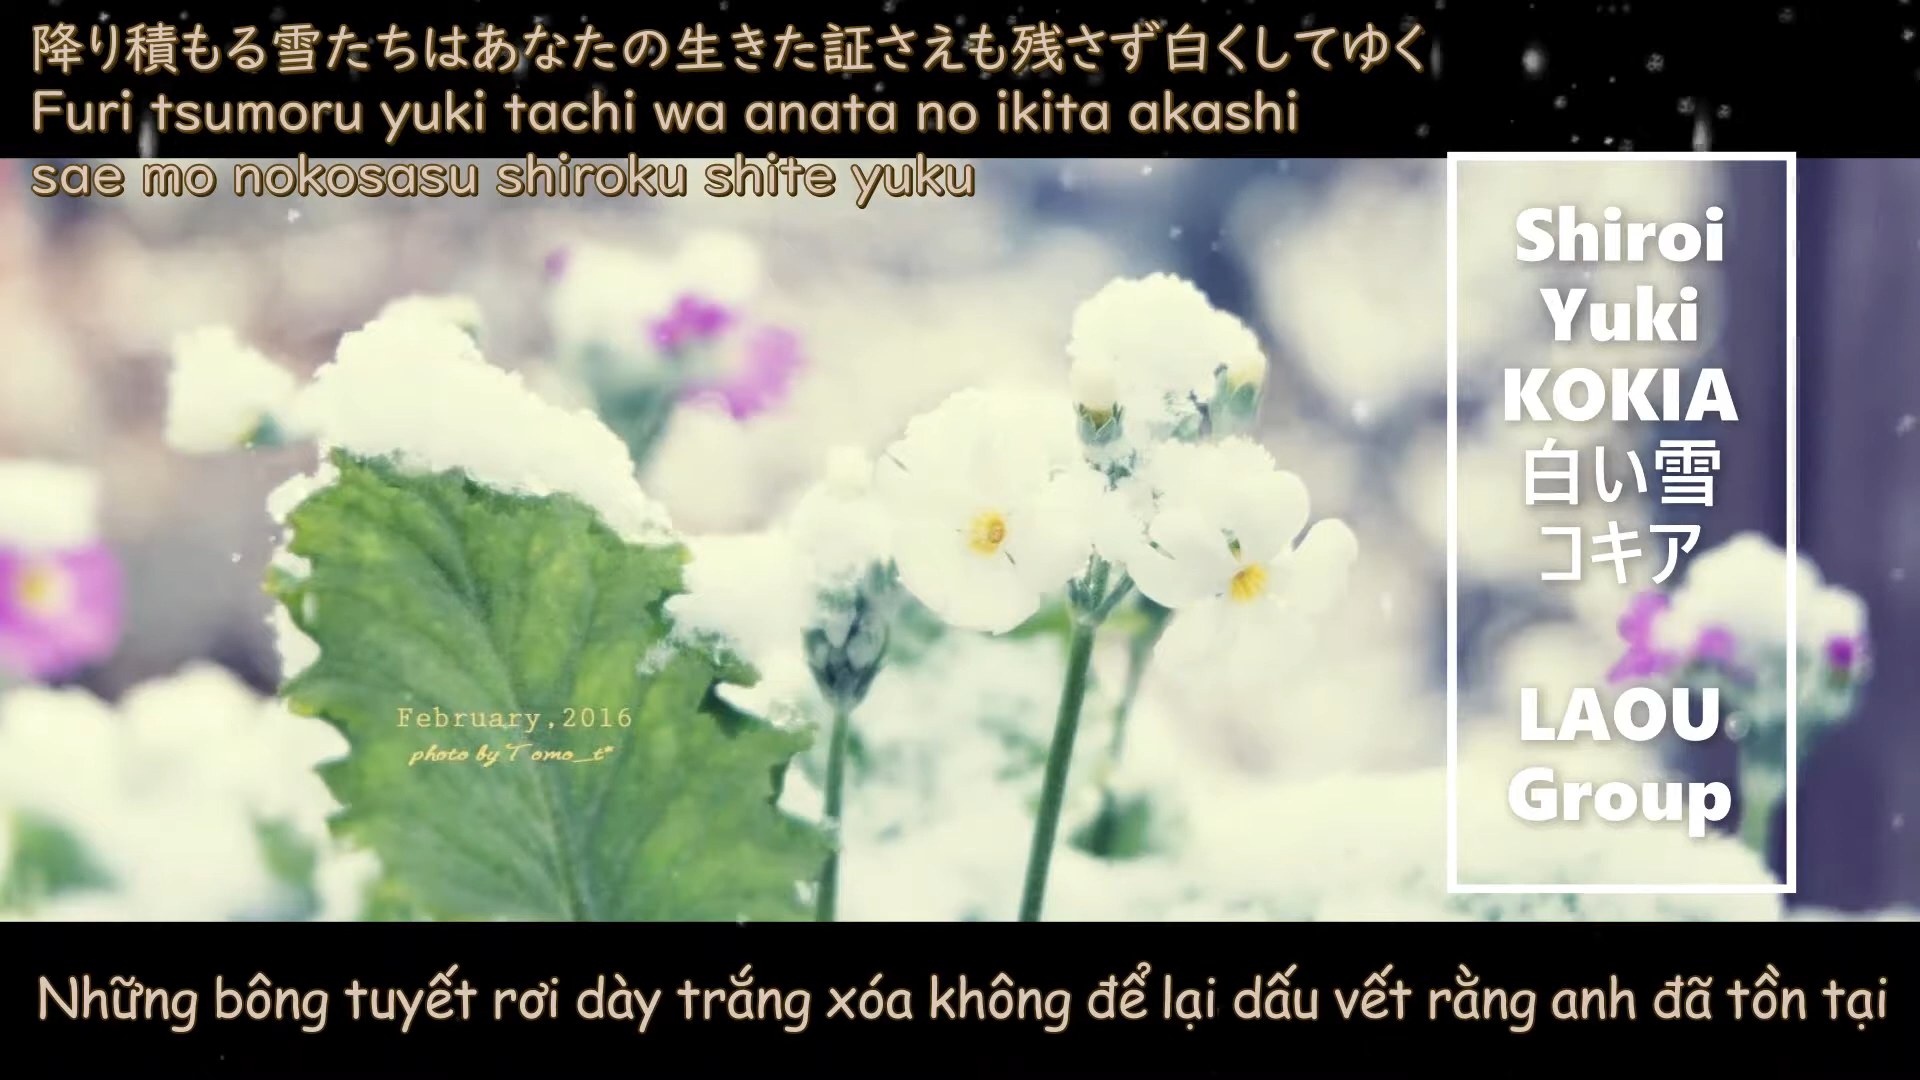 降り積もる雪たちはあなたの生きた証さえも残さず白くしてゆく
Furi tsumoru yuki tachi wa anata no ikita akashi
sae mo nokosasu shiroku shite yuku
Shiroi
Yuki
KOKIA
白い雪
コキア
LAOU
Group
February,2016
photo by Tomo_t*
Những bông tuyết rơi dày trắng xóa không để lại dấu vết rằng anh đã tồn tại